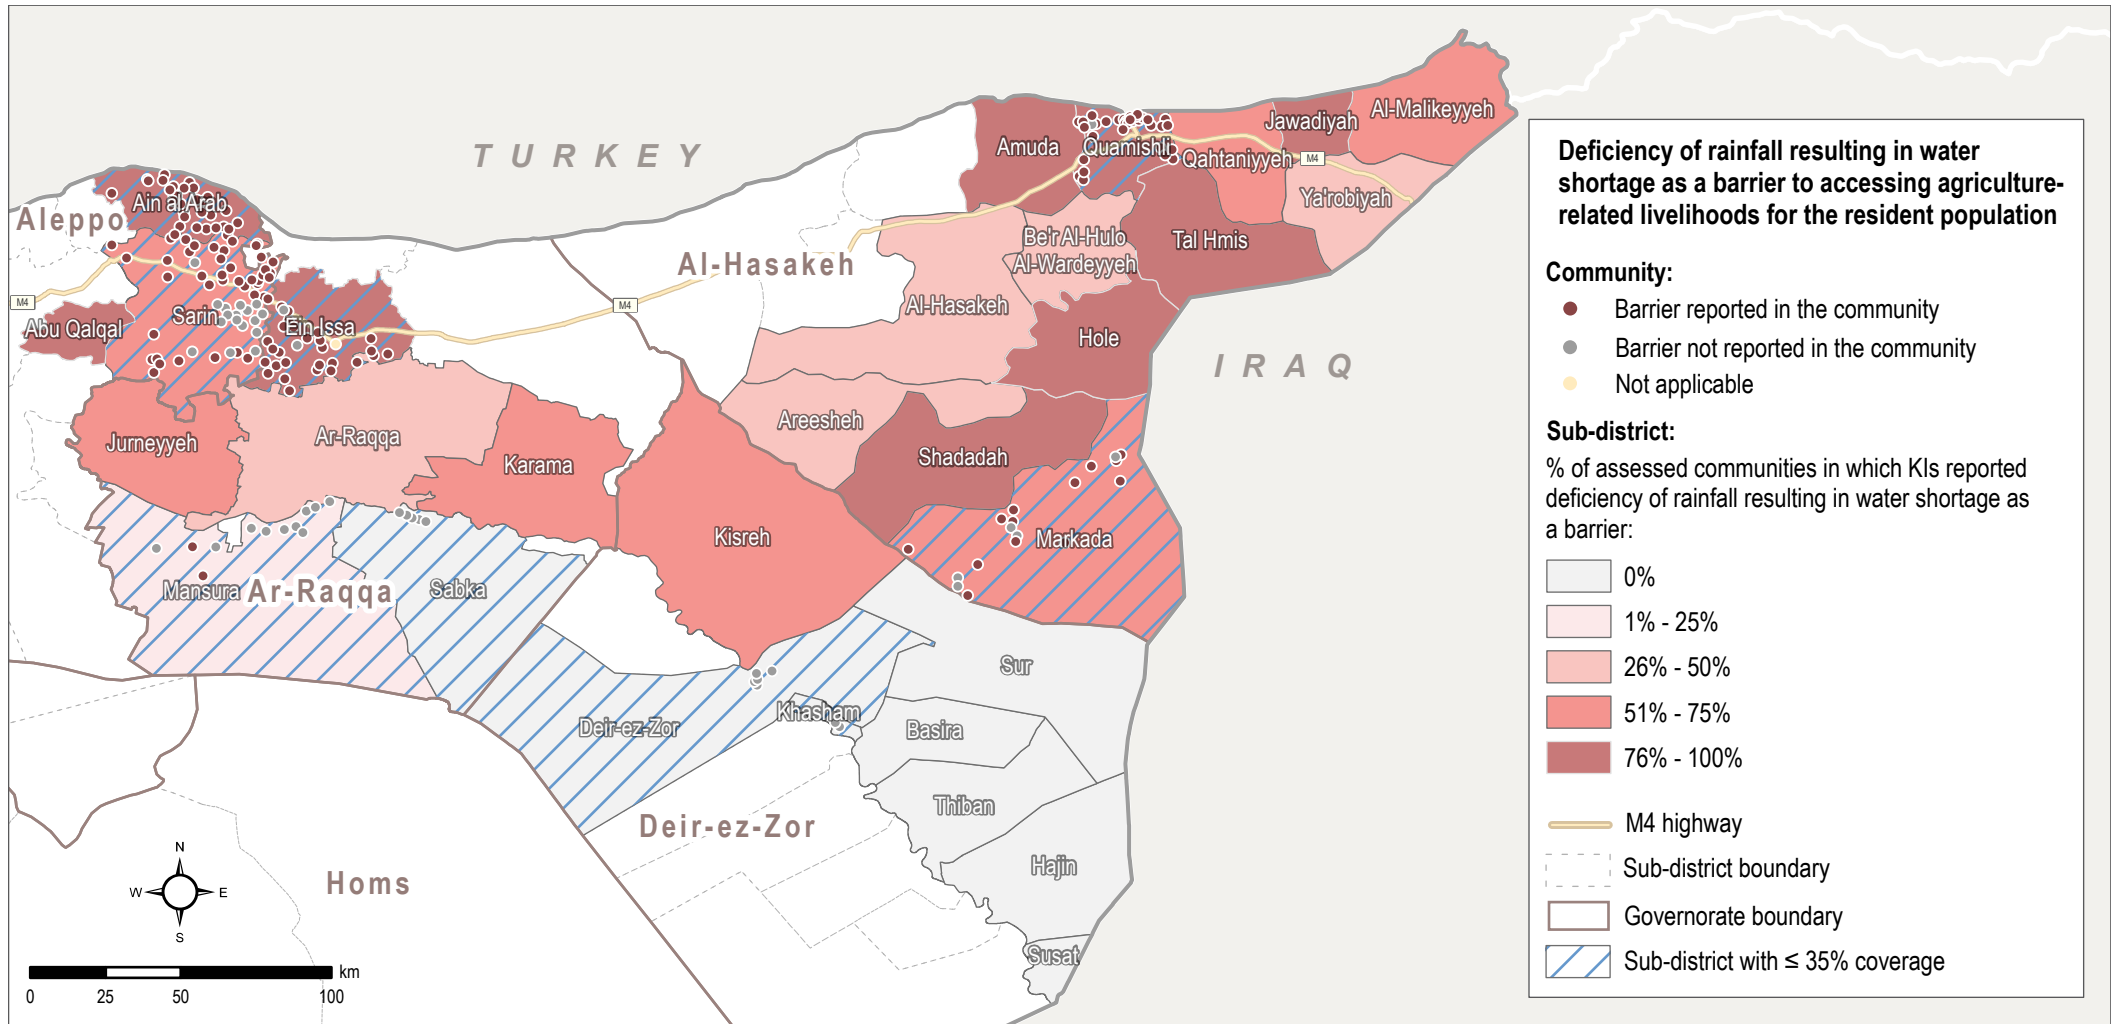 TURKEY
IRAQ
Aleppo
Al-Hasakeh
Ar-Raqqa
Deir-ez-Zor
Homs
Ain al Arab
Abu Qalqal
Sarin
Ein Issa
Jurneyyeh
Ar-Raqqa
Karama
Mansura
Sabka
Kisreh
Deir-ez-Zor
Khasham
Amuda
Quamishli
Qahtaniyyeh
Jawadiyah
Al-Malikeyyeh
Ya'robiyah
Tal Hmis
Be'r Al-Hulo
Al-Wardeyyeh
Al-Hasakeh
Hole
Areesheh
Shadadah
Markada
Sur
Basira
Thiban
Hajin
Susat
M4
M4
M4
N
W E
S
km
0 25 50 100
Deficiency of rainfall resulting in water
shortage as a barrier to accessing agriculture-
related livelihoods for the resident population
Community:
Barrier reported in the community
Barrier not reported in the community
Not applicable
Sub-district:
% of assessed communities in which KIs reported
deficiency of rainfall resulting in water shortage as
a barrier:
0%
1% - 25%
26% - 50%
51% - 75%
76% - 100%
M4 highway
Sub-district boundary
Governorate boundary
Sub-district with ≤ 35% coverage